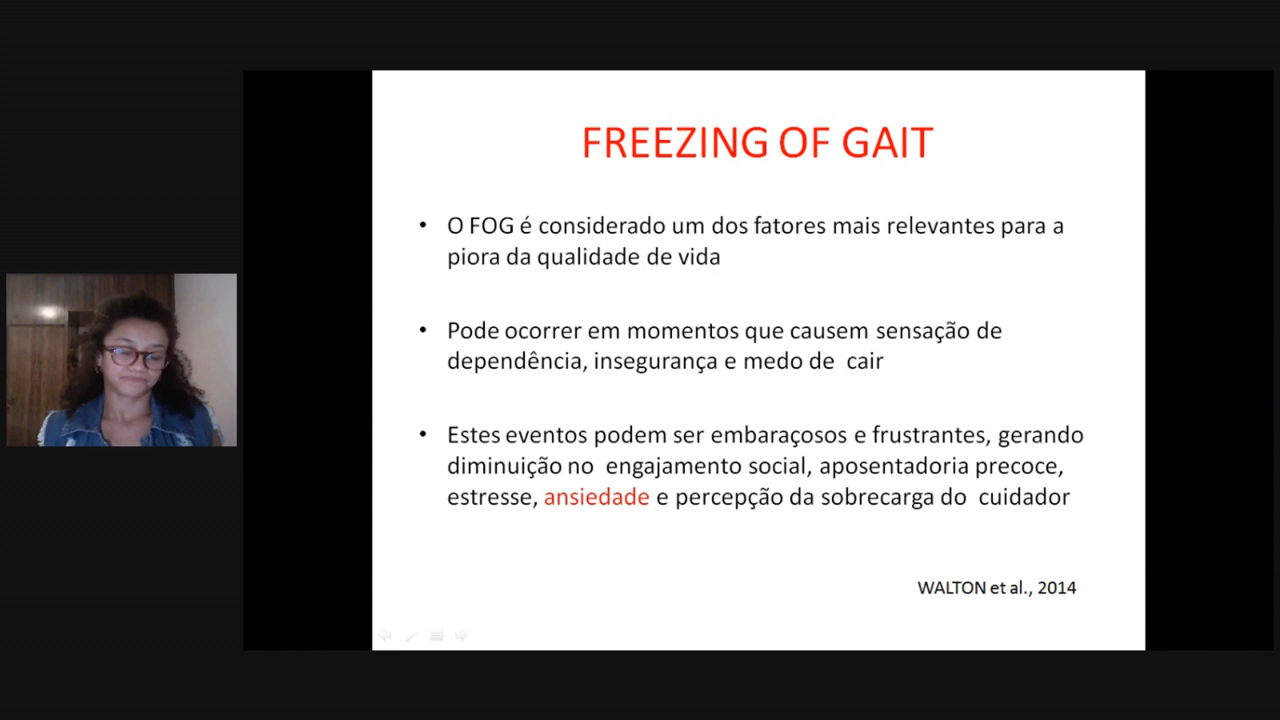 FREEZING OF GAIT
• O FOG é considerado um dos fatores mais relevantes para a
piora da qualidade de vida
• Pode ocorrer em momentos que causem sensação de
dependência, insegurança e medo de cair
• Estes eventos podem ser embaraçosos e frustrantes, gerando
diminuição no engajamento social, aposentadoria precoce,
estresse, ansiedade e percepção da sobrecarga do cuidador
WALTON et al., 2014